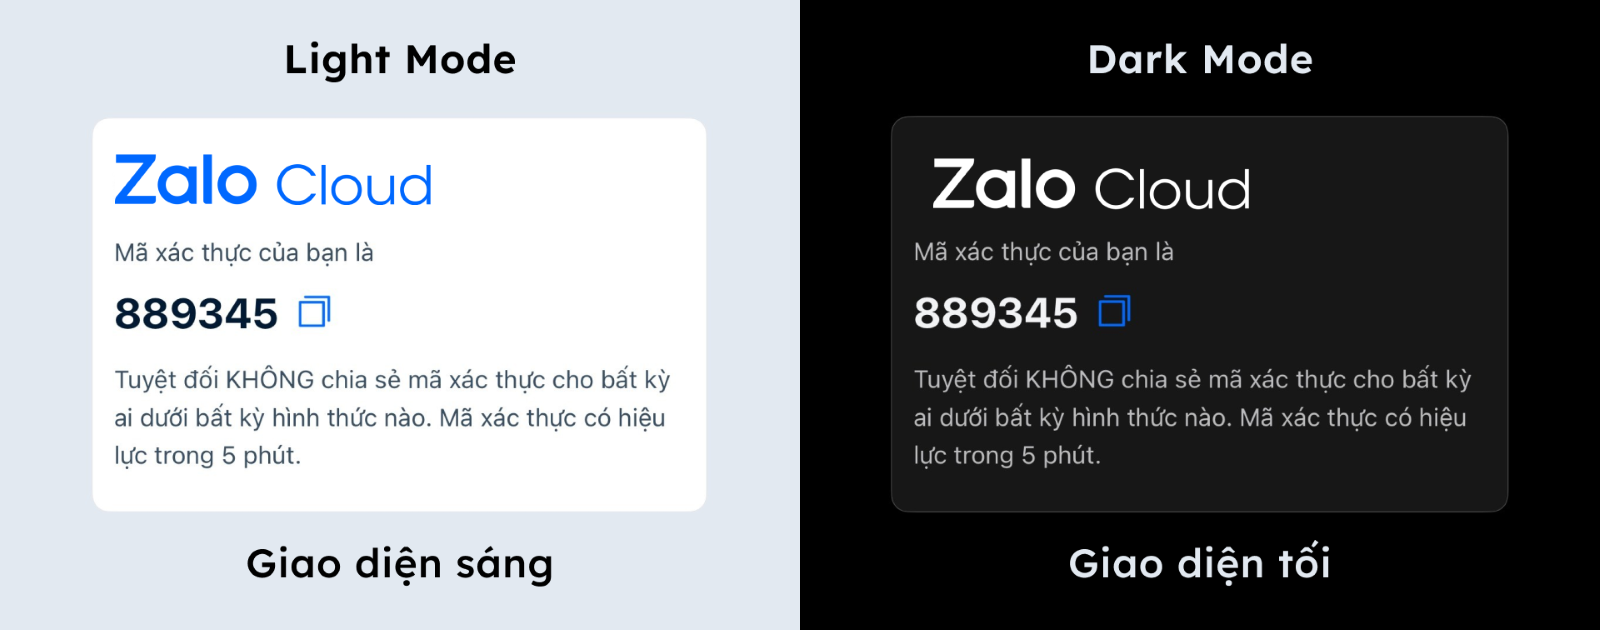 Light Mode
Zalo Cloud
Mã xác thực của bạn là
889345
Tuyệt đối KHÔNG chia sẻ mã xác thực cho bất kỳ
ai dưới bất kỳ hình thức nào. Mã xác thực có hiệu
lực trong 5 phút.
Giao diện sáng
Dark Mode
Zalo Cloud
Mã xác thực của bạn là
889345
Tuyệt đối KHÔNG chia sẻ mã xác thực cho bất kỳ
ai dưới bất kỳ hình thức nào. Mã xác thực có hiệu
lực trong 5 phút.
Giao diện tối